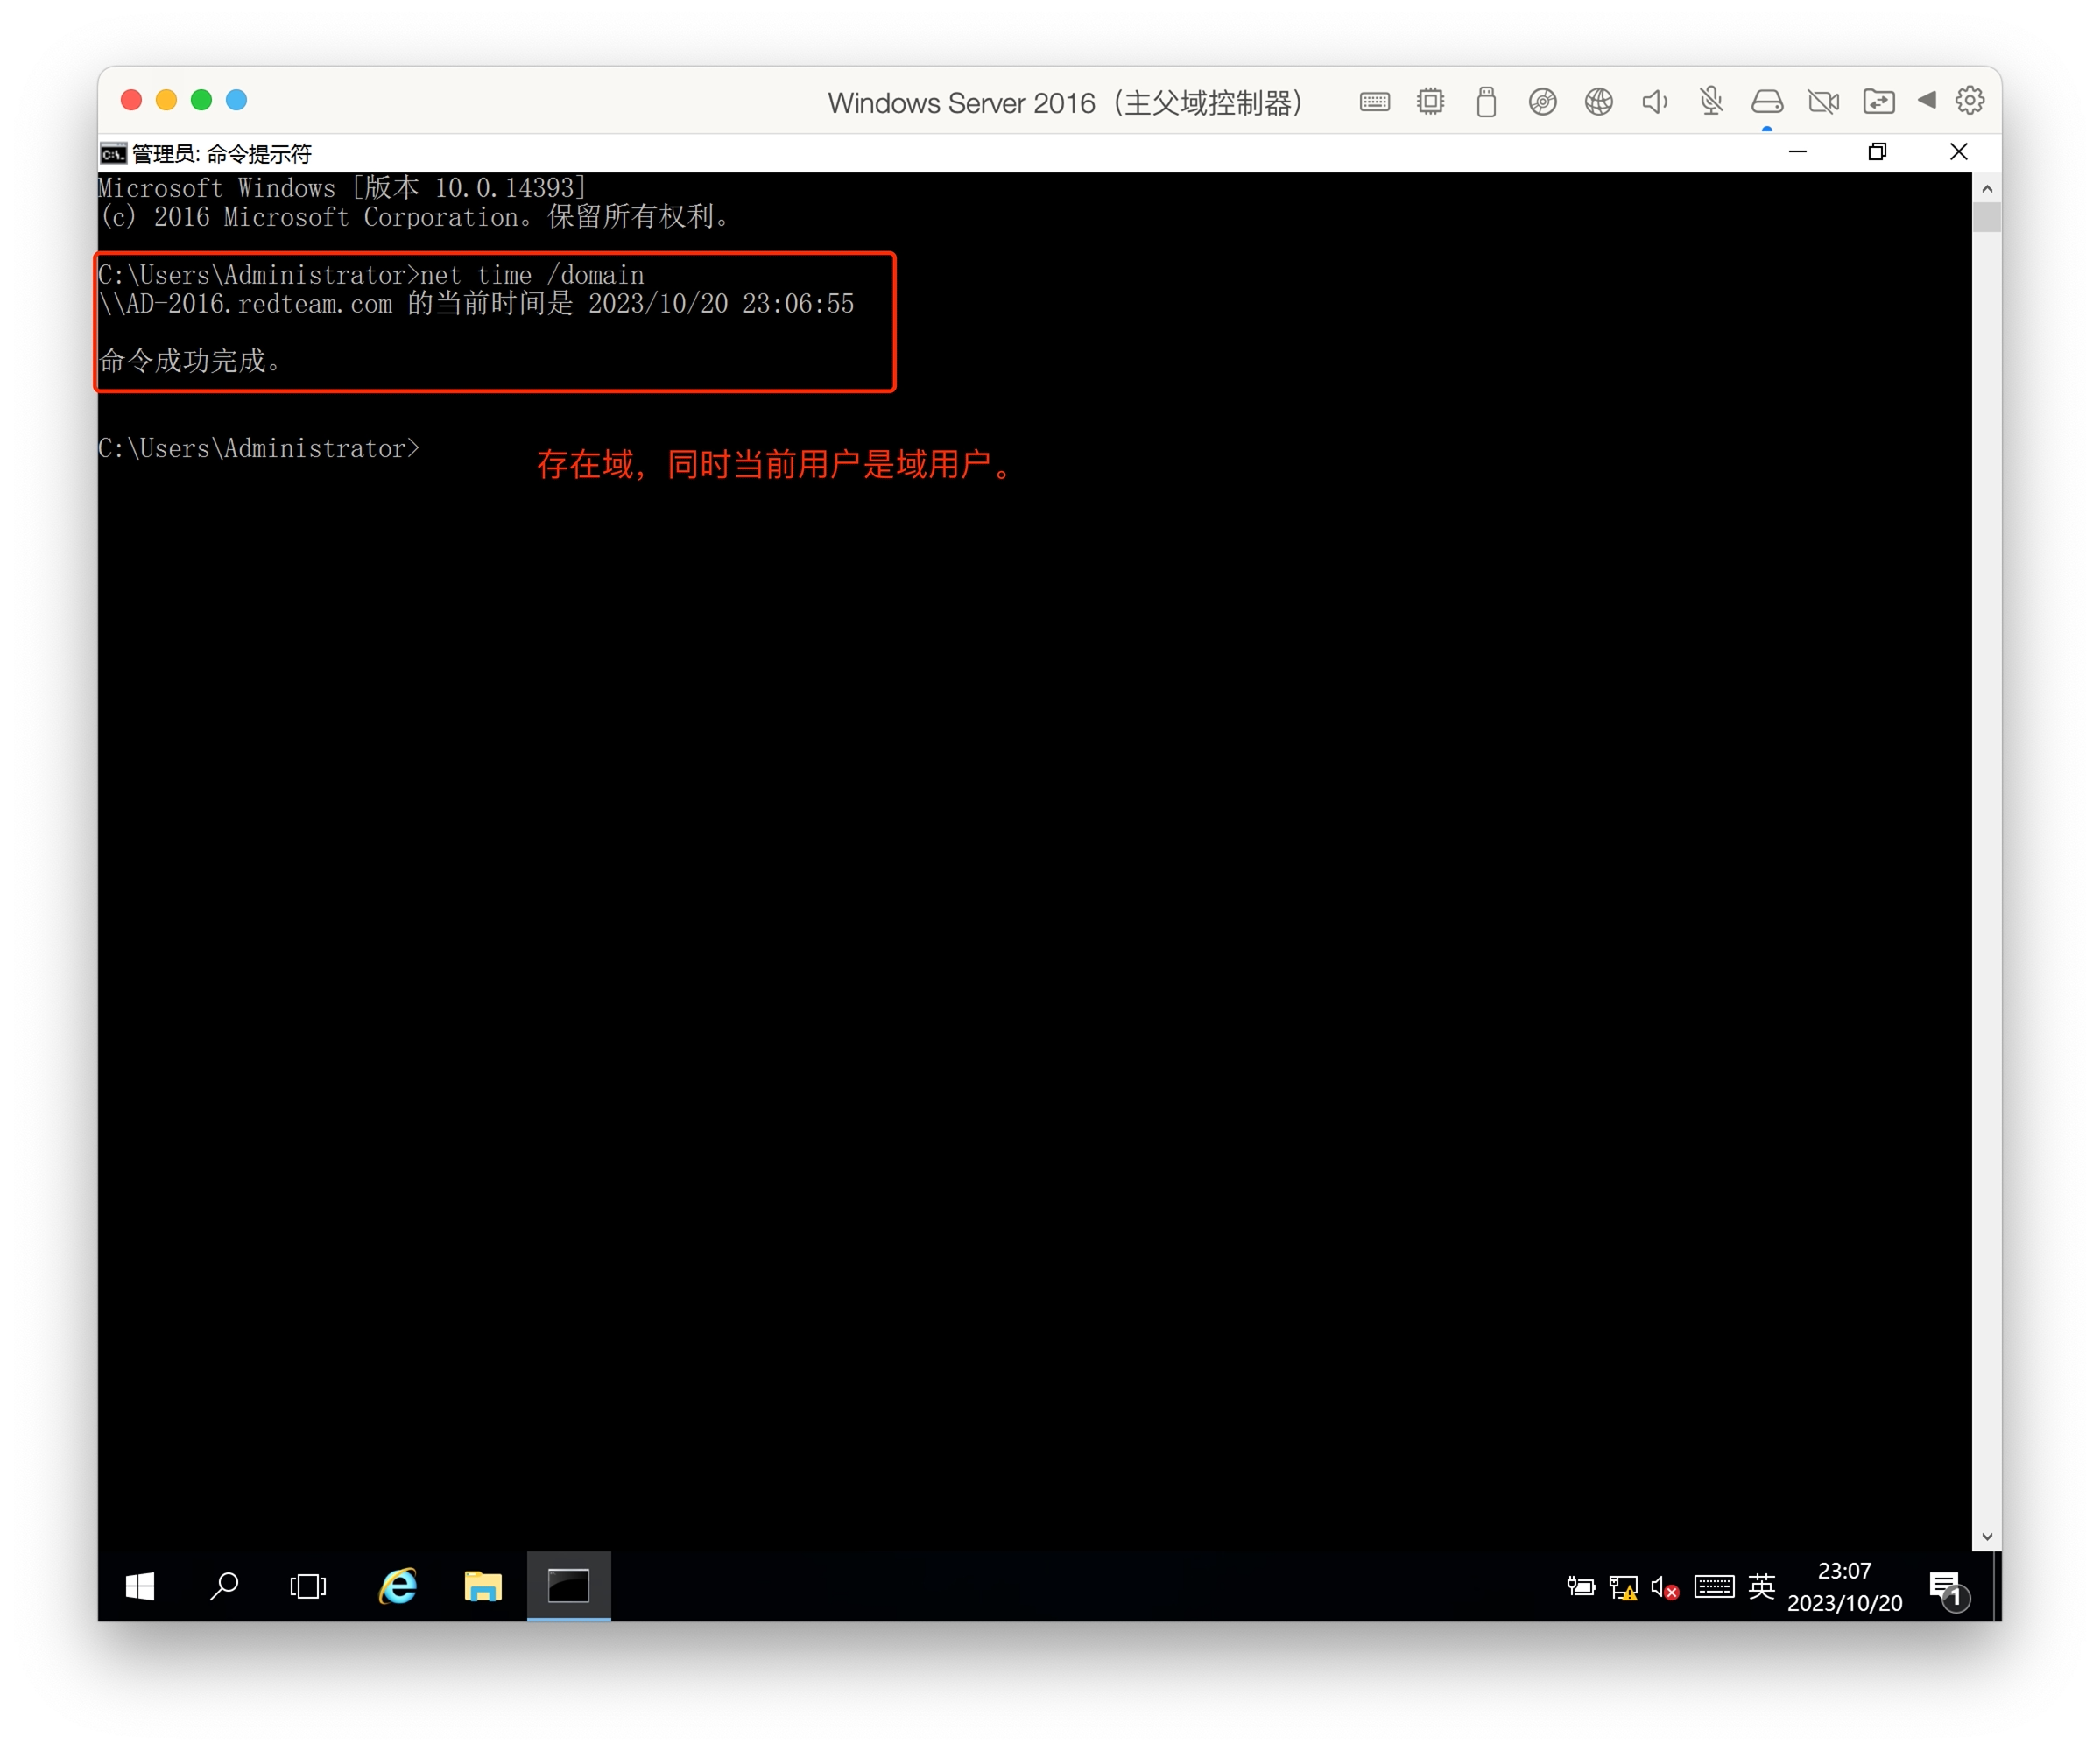 Windows Server 2016（主父域控制器）
管理员: 命令提示符
Microsoft Windows [版本 10.0.14393]
(c) 2016 Microsoft Corporation。保留所有权利。
C:\Users\Administrator>net time /domain
\\AD-2016.redteam.com 的当前时间是 2023/10/20 23:06:55
命令成功完成。
C:\Users\Administrator>
存在域，同时当前用户是域用户。
英
23:07
2023/10/20
1